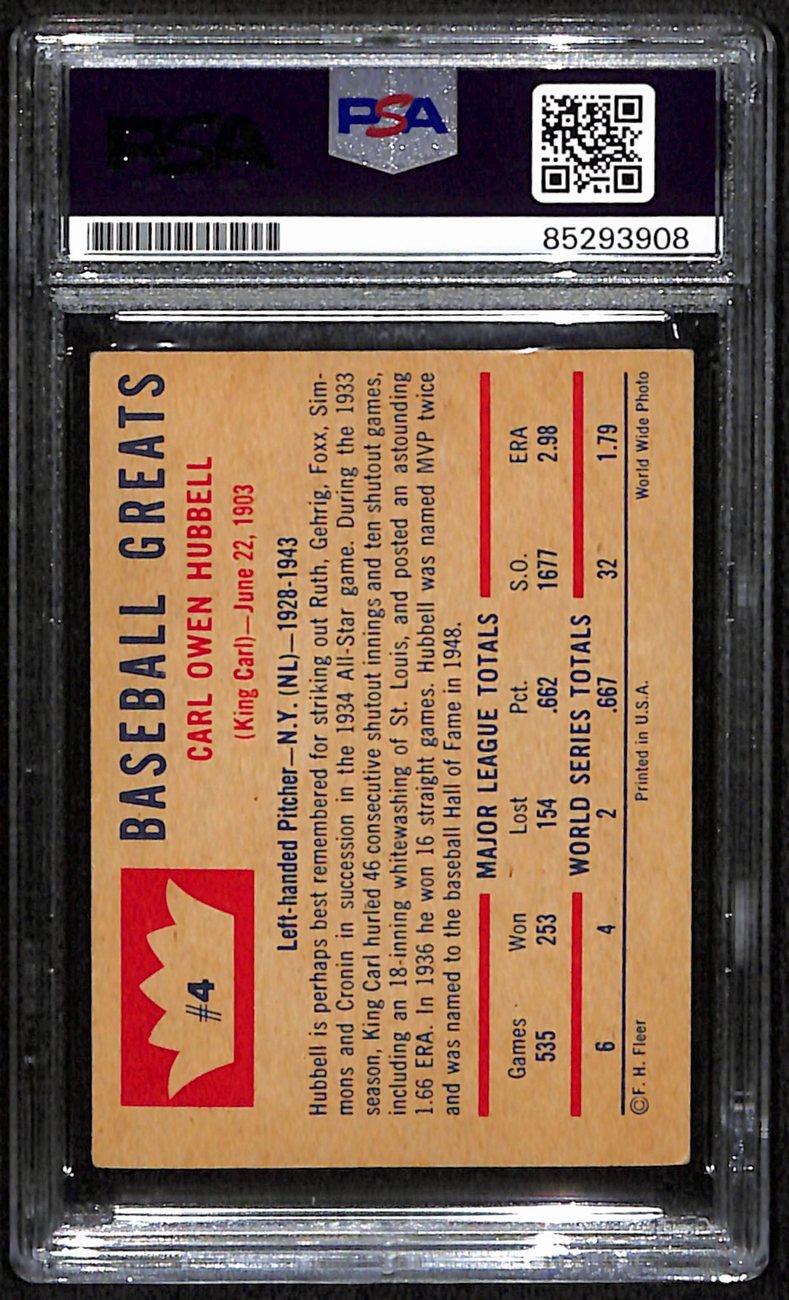 PSA
PSA
85293908
#4
BASEBALL GREATS
CARL OWEN HUBBELL
(King Carl)—June 22, 1903
Left-handed Pitcher—N.Y. (NL)—1928-1943
Hubbell is perhaps best remembered for striking out Ruth, Gehrig, Foxx, Sim-
mons and Cronin in succession in the 1934 All-Star game. During the 1933
season, King Carl hurled 46 consecutive shutout innings and ten shutout games,
including an 18-inning whitewashing of St. Louis, and posted an astounding
1.66 ERA. In 1936 he won 16 straight games. Hubbell was named MVP twice
and was named to the baseball Hall of Fame in 1948.
MAJOR LEAGUE TOTALS
Games Won Lost Pct. S.O. ERA
535 253 154 .662 1677 2.98
WORLD SERIES TOTALS
6 4 2 .667 32 1.79
©F. H. Fleer Printed in U.S.A. World Wide Photo